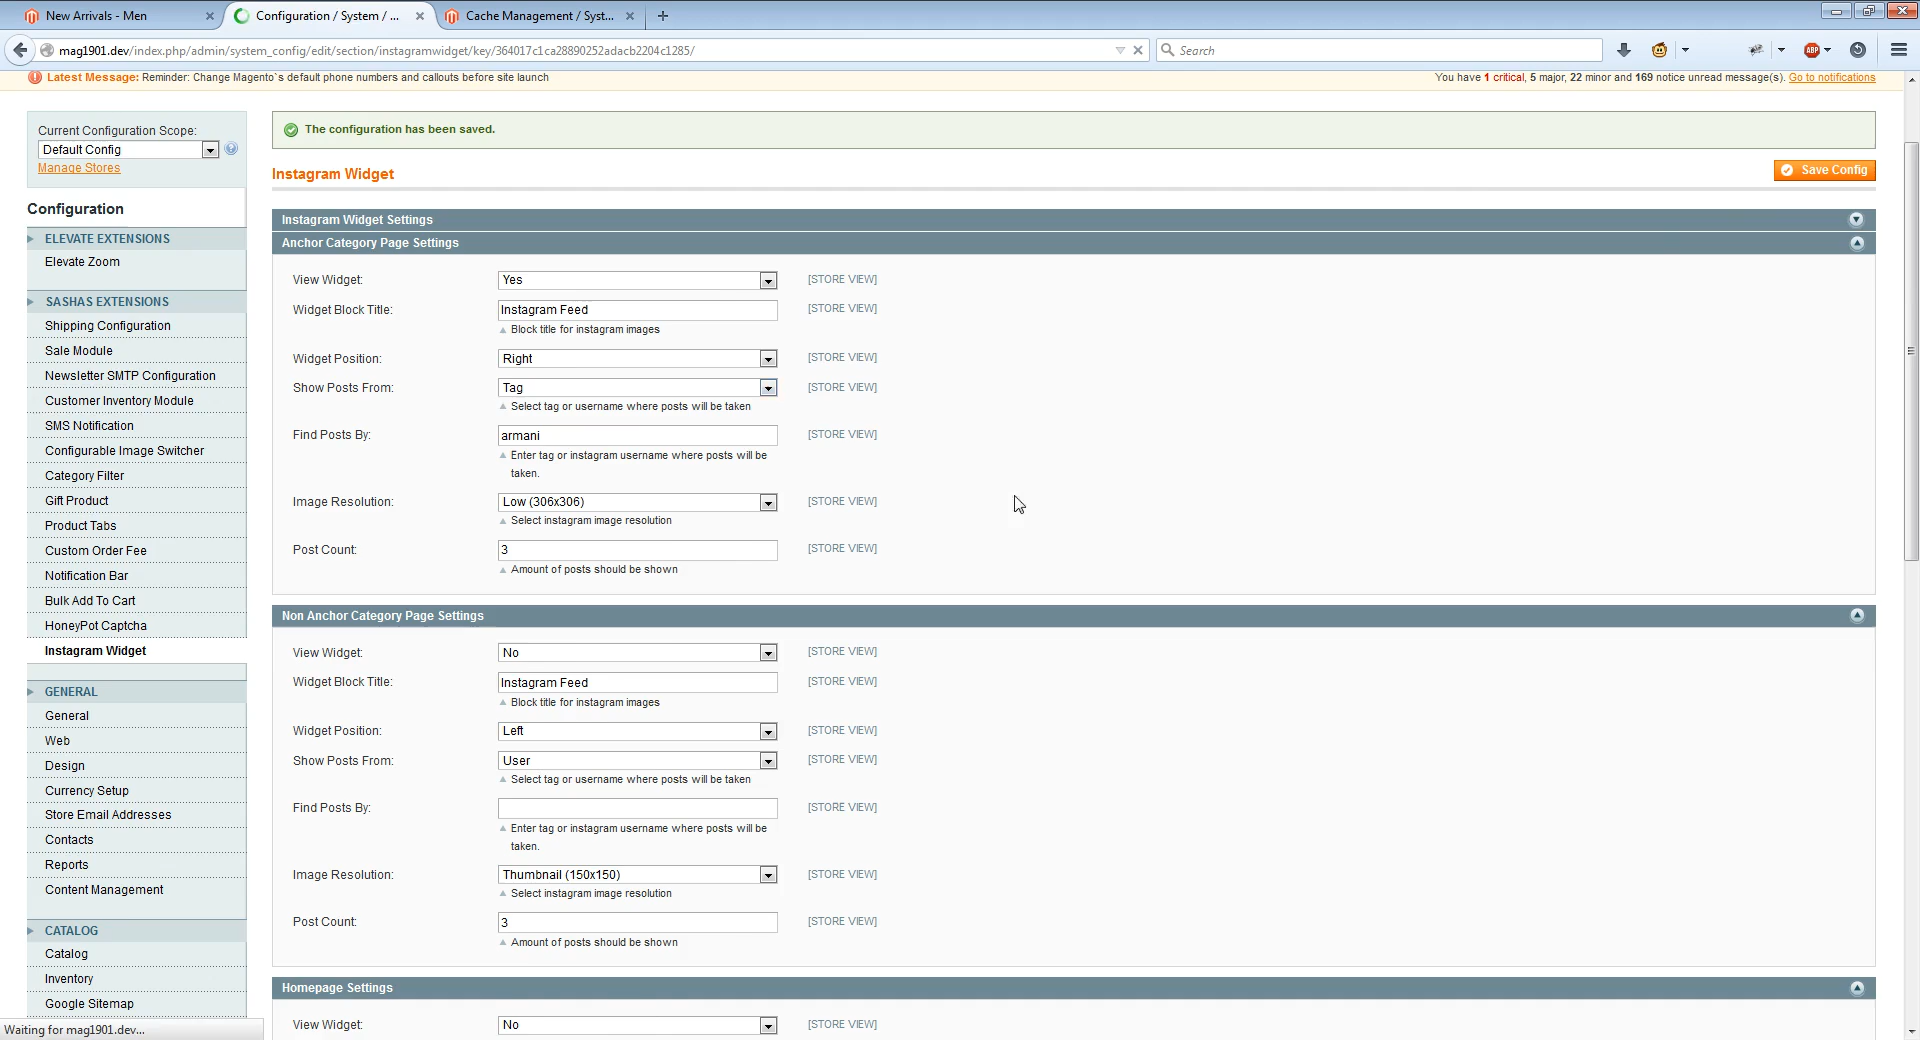 New Arrivals - Men
Configuration / System / ...
Cache Management / Syst...
mag1901.dev/index.php/admin/system_config/edit/section/instagramwidget/key/364017c1ca28890252adacb2204c1285/
Search
ABP
Latest Message: Reminder: Change Magento`s default phone numbers and callouts before site launch
You have 1 critical, 5 major, 22 minor and 169 notice unread message(s). Go to notifications
Current Configuration Scope:
Default Config
Manage Stores
Configuration
ELEVATE EXTENSIONS
Elevate Zoom
SASHAS EXTENSIONS
Shipping Configuration
Sale Module
Newsletter SMTP Configuration
Customer Inventory Module
SMS Notification
Configurable Image Switcher
Category Filter
Gift Product
Product Tabs
Custom Order Fee
Notification Bar
Bulk Add To Cart
HoneyPot Captcha
Instagram Widget
GENERAL
General
Web
Design
Currency Setup
Store Email Addresses
Contacts
Reports
Content Management
CATALOG
Catalog
Inventory
Google Sitemap
Waiting for mag1901.dev...
The configuration has been saved.
Instagram Widget
Save Config
Instagram Widget Settings
Anchor Category Page Settings
View Widget: Yes [STORE VIEW]
Widget Block Title: Instagram Feed [STORE VIEW]
Block title for instagram images
Widget Position: Right [STORE VIEW]
Show Posts From: Tag [STORE VIEW]
Select tag or username where posts will be taken
Find Posts By: armani [STORE VIEW]
Enter tag or instagram username where posts will be
taken.
Image Resolution: Low (306x306) [STORE VIEW]
Select instagram image resolution
Post Count: 3 [STORE VIEW]
Amount of posts should be shown
Non Anchor Category Page Settings
View Widget: No [STORE VIEW]
Widget Block Title: Instagram Feed [STORE VIEW]
Block title for instagram images
Widget Position: Left [STORE VIEW]
Show Posts From: User [STORE VIEW]
Select tag or username where posts will be taken
Find Posts By: [STORE VIEW]
Enter tag or instagram username where posts will be
taken.
Image Resolution: Thumbnail (150x150) [STORE VIEW]
Select instagram image resolution
Post Count: 3 [STORE VIEW]
Amount of posts should be shown
Homepage Settings
View Widget: No [STORE VIEW]